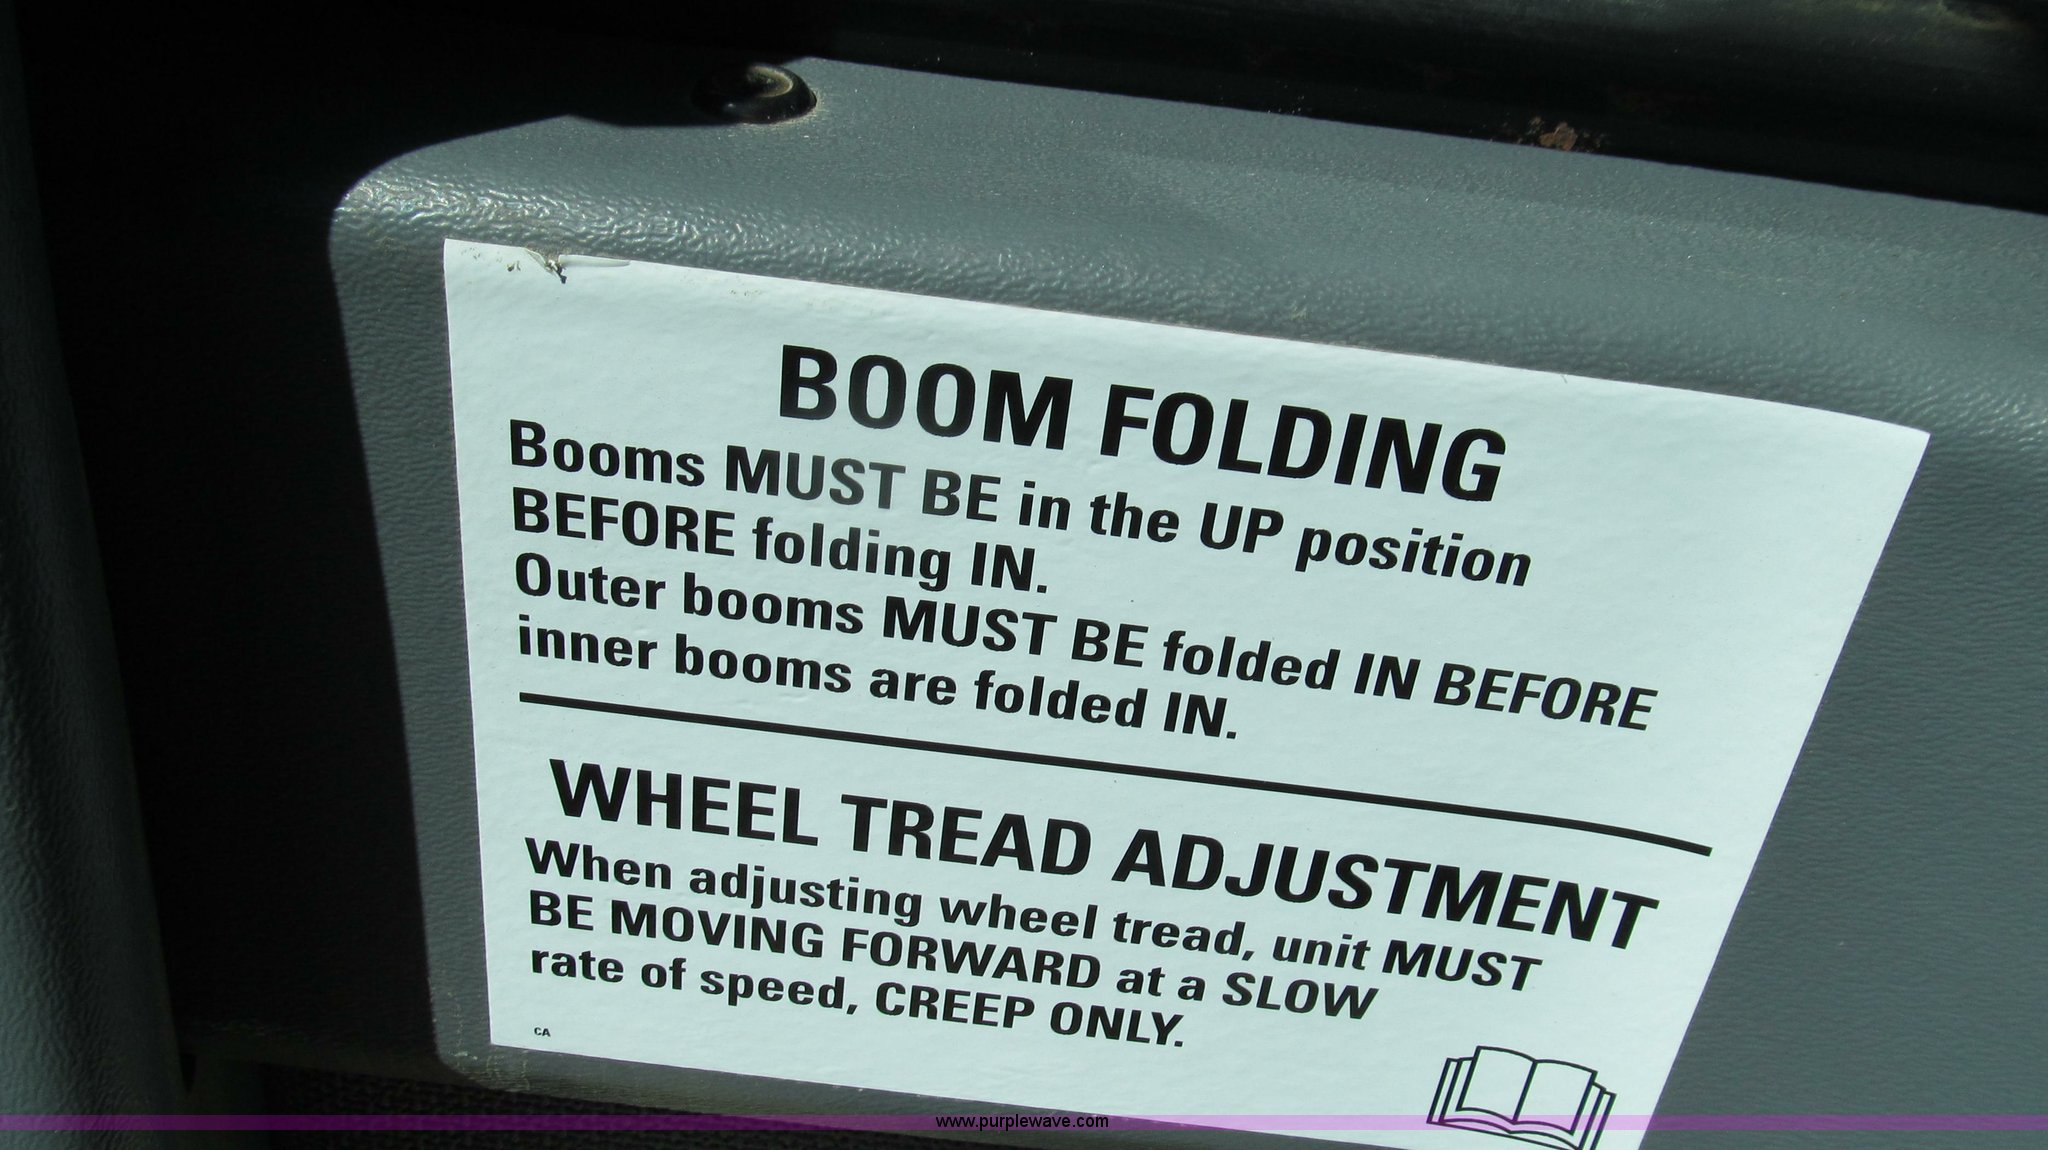 BOOM FOLDING
Booms MUST BE in the UP position
BEFORE folding IN.
Outer booms MUST BE folded IN BEFORE
inner booms are folded IN.
WHEEL TREAD ADJUSTMENT
When adjusting wheel tread, unit MUST
BE MOVING FORWARD at a SLOW
rate of speed, CREEP ONLY.
CA
www.purplewave.com